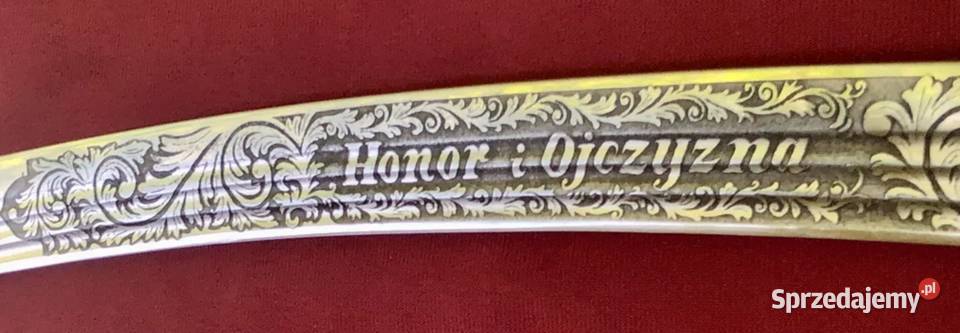 Honor i Ojczyzna
Sprzedajemy.pl